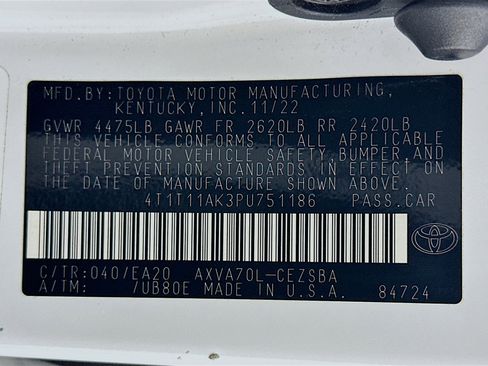 MFD.BY:TOYOTA MOTOR MANUFACTURING,
KENTUCKY, INC. 11/22
GVWR 4475LB GAWR FR 2620LB RR 2420LB
THIS VEHICLE CONFORMS TO ALL APPLICABLE
FEDERAL MOTOR VEHICLE SAFETY, BUMPER, AND
THEFT PREVENTION STANDARDS IN EFFECT ON
THE DATE OF MANUFACTURE SHOWN ABOVE.
4T1T11AK3PU751186 PASS.CAR
C/TR:040/EA20 AXVA70L-CEZSBA
A/TM: /UB80E MADE IN U.S.A. 84724